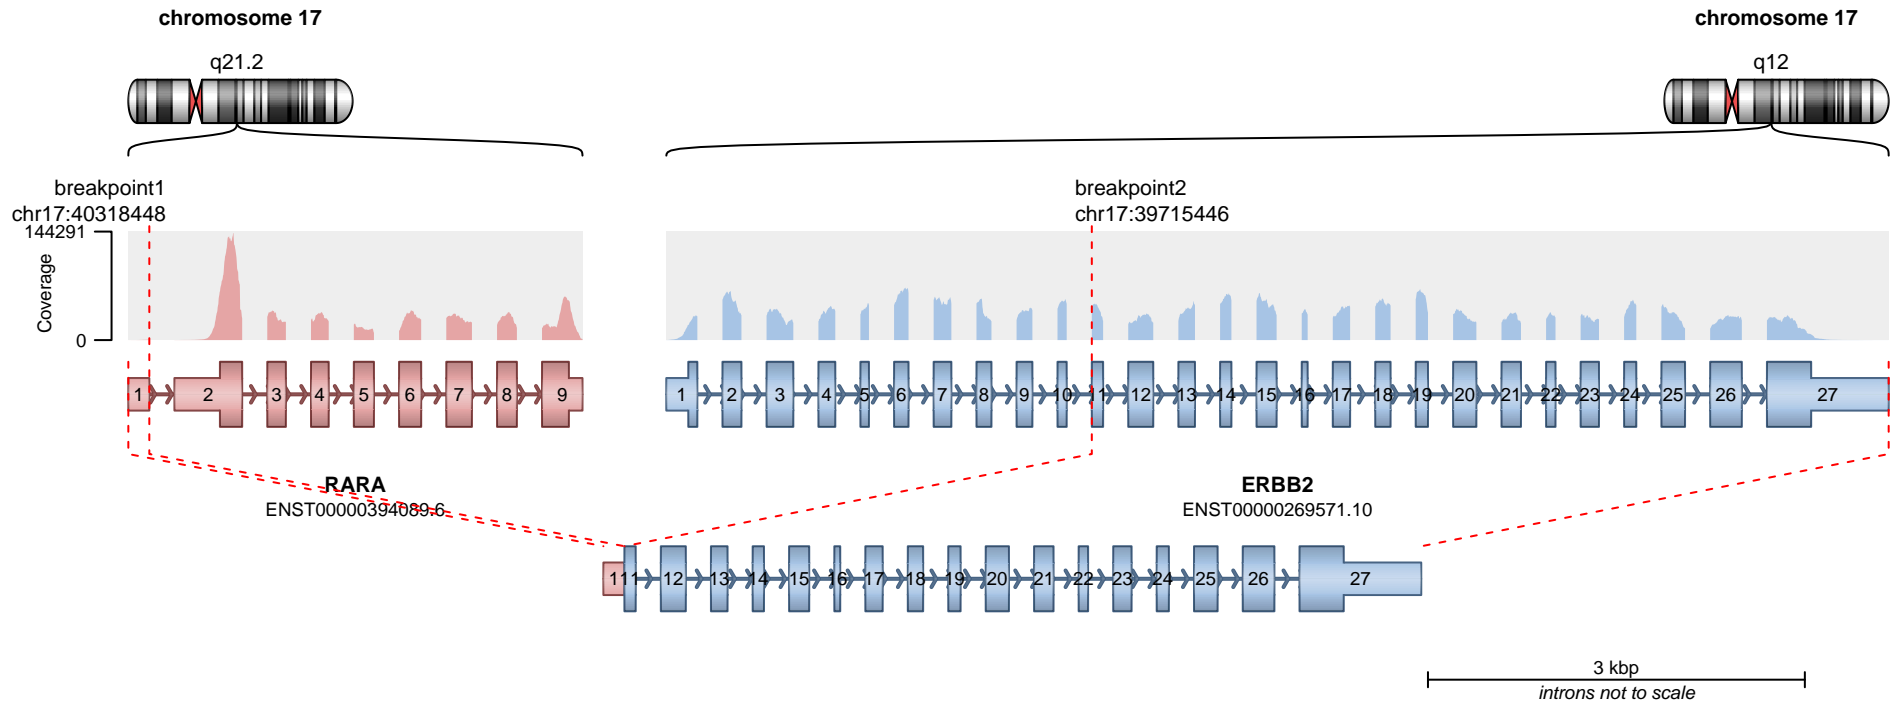 chromosome 17
chromosome 17
q21.2
q12
breakpoint1
chr17:40318448
breakpoint2
chr17:39715446
144291
Coverage
0
1 2 3 4 5 6 7 8 9
1 2 3 4 5 6 7 8 9 10 11 12 13 14 15 16 17 18 19 20 21 22 23 24 25 26 27
RARA
ENST00000394089.6
ERBB2
ENST00000269571.10
1 11 12 13 14 15 16 17 18 19 20 21 22 23 24 25 26 27
3 kbp
introns not to scale